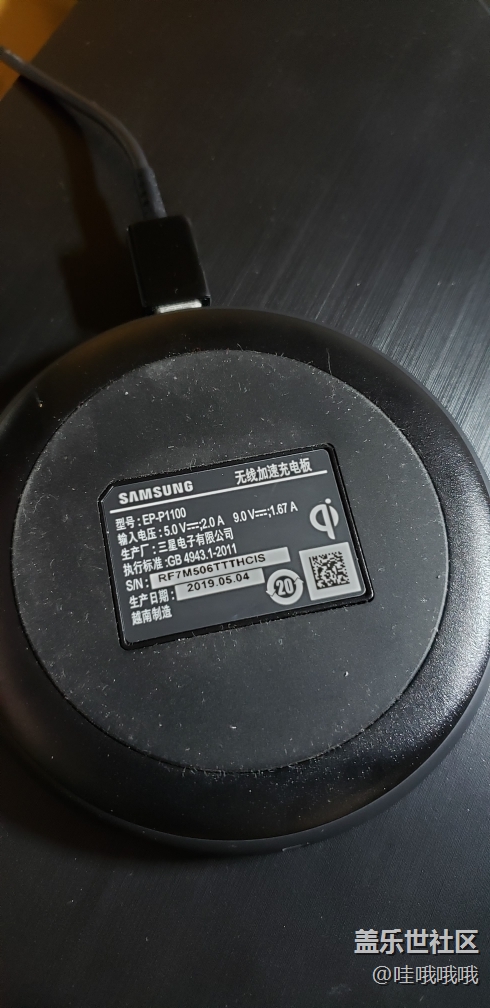 SAMSUNG 无线加速充电板
型号:EP-P1100
输入电压:5.0 V⎓;2.0 A 9.0V⎓;1.67 A
生产厂:三星电子有限公司
执行标准:GB 4943.1-2011
S/N: RF7M506TTTHCIS
生产日期: 2019.05.04
越南制造
20
盖乐世社区
@哇哦哦哦